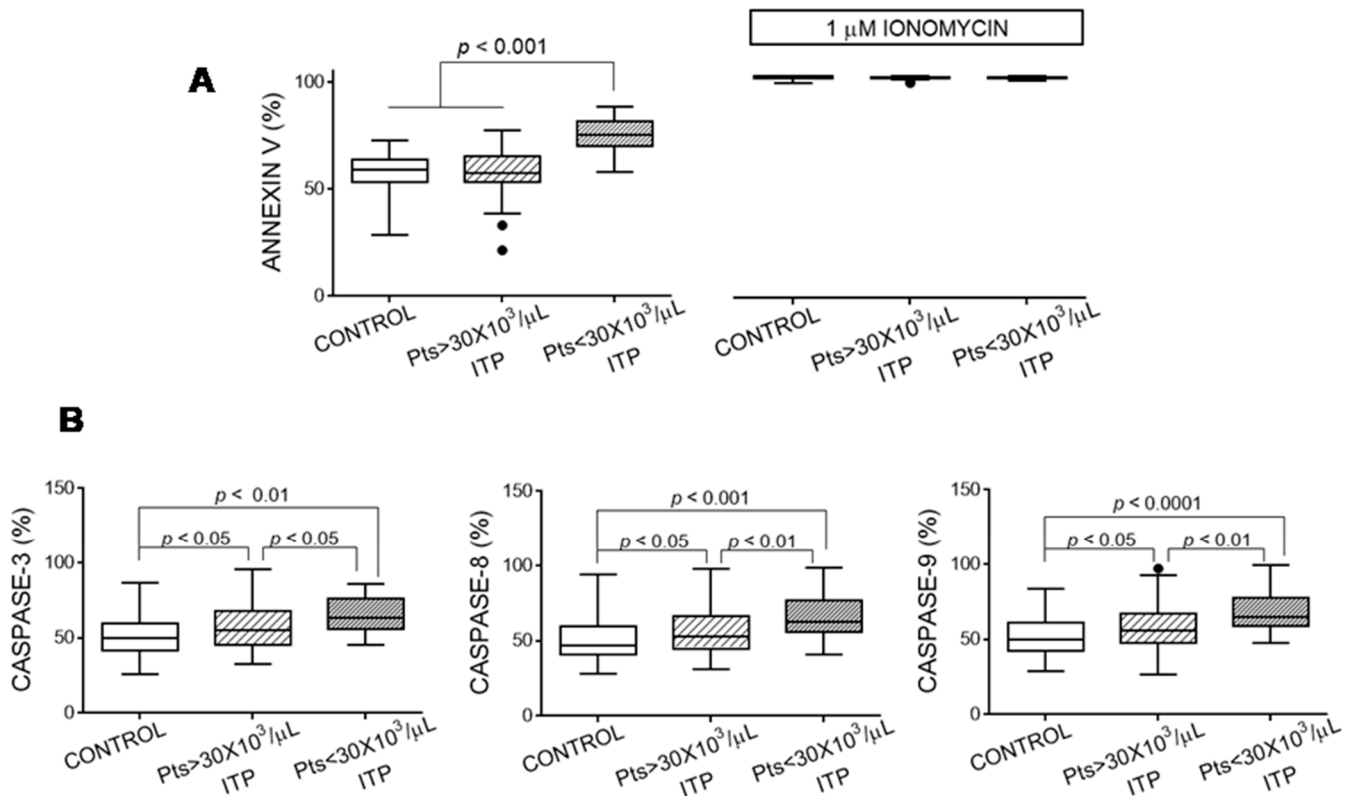 A
1 μM IONOMYCIN
p < 0.001
ANNEXIN V (%)
100
50
0
CONTROL
Pts>30X10³/μL
ITP
Pts<30X10³/μL
ITP
CONTROL
Pts>30X10³/μL
ITP
Pts<30X10³/μL
ITP
B
CASPASE-3 (%)
150
100
50
0
p < 0.01
p < 0.05
p < 0.05
CONTROL
Pts>30X10³/μL
ITP
Pts<30X10³/μL
ITP
CASPASE-8 (%)
150
100
50
0
p < 0.001
p < 0.05
p < 0.01
CONTROL
Pts>30X10³/μL
ITP
Pts<30X10³/μL
ITP
CASPASE-9 (%)
150
100
50
0
p < 0.0001
p < 0.05
p < 0.01
CONTROL
Pts>30X10³/μL
ITP
Pts<30X10³/μL
ITP